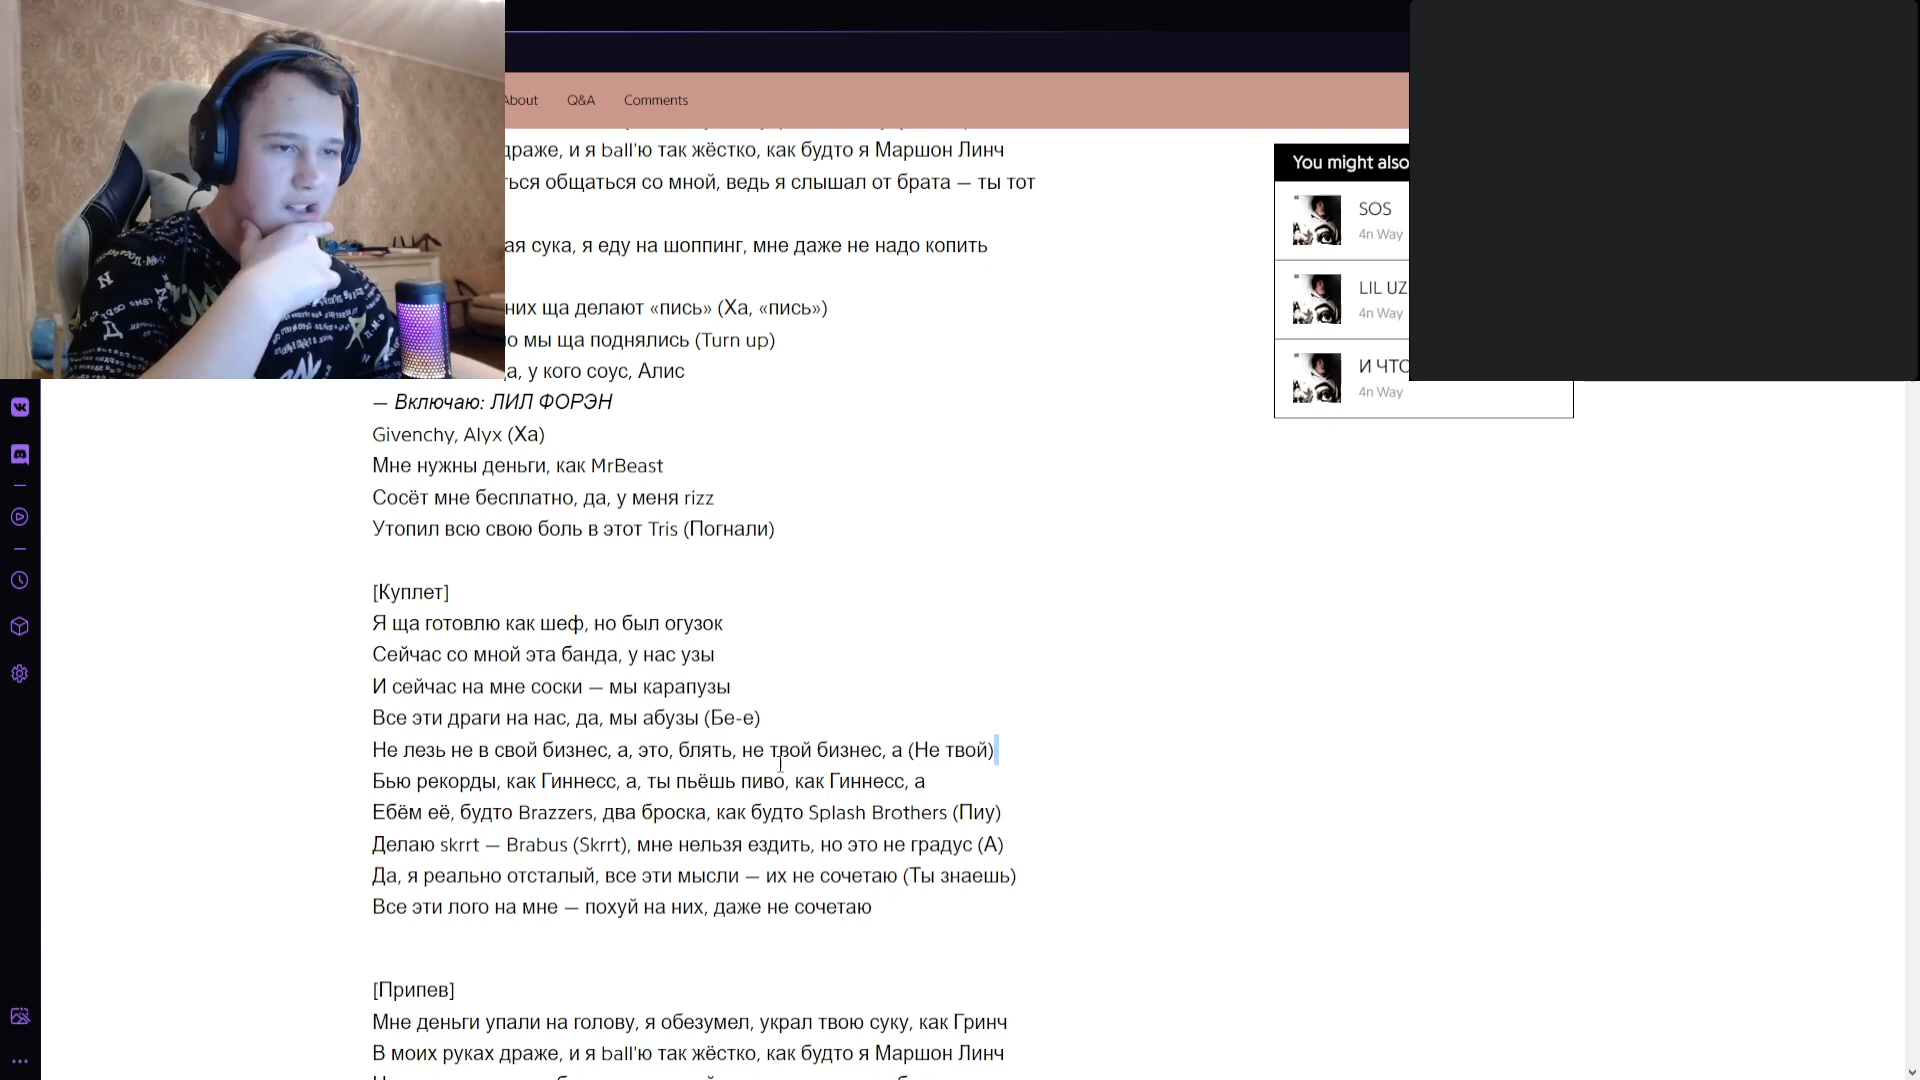 About Q&A Comments
драже, и я ball'ю так жёстко, как будто я Маршон Линч
ться общаться со мной, ведь я слышал от брата — ты тот
ая сука, я еду на шоппинг, мне даже не надо копить
них ща делают «пись» (Ха, «пись»)
о мы ща поднялись (Turn up)
а, у кого соус, Алис
— Включаю: ЛИЛ ФОРЭН
Givenchy, Alyx (Ха)
Мне нужны деньги, как MrBeast
Сосёт мне бесплатно, да, у меня rizz
Утопил всю свою боль в этот Tris (Погнали)
[Куплет]
Я ща готовлю как шеф, но был огузок
Сейчас со мной эта банда, у нас узы
И сейчас на мне соски — мы карапузы
Все эти драги на нас, да, мы абузы (Бе-е)
Не лезь не в свой бизнес, а, это, блять, не твой бизнес, а (Не твой)
Бью рекорды, как Гиннесс, а, ты пьёшь пиво, как Гиннесс, а
Ебём её, будто Brazzers, два броска, как будто Splash Brothers (Пиу)
Делаю skrrt — Brabus (Skrrt), мне нельзя ездить, но это не градус (А)
Да, я реально отсталый, все эти мысли — их не сочетаю (Ты знаешь)
Все эти лого на мне — похуй на них, даже не сочетаю
[Припев]
Мне деньги упали на голову, я обезумел, украл твою суку, как Гринч
В моих руках драже, и я ball'ю так жёстко, как будто я Маршон Линч
You might also
SOS
4n Way
LIL UZ
4n Way
И ЧТО
4n Way